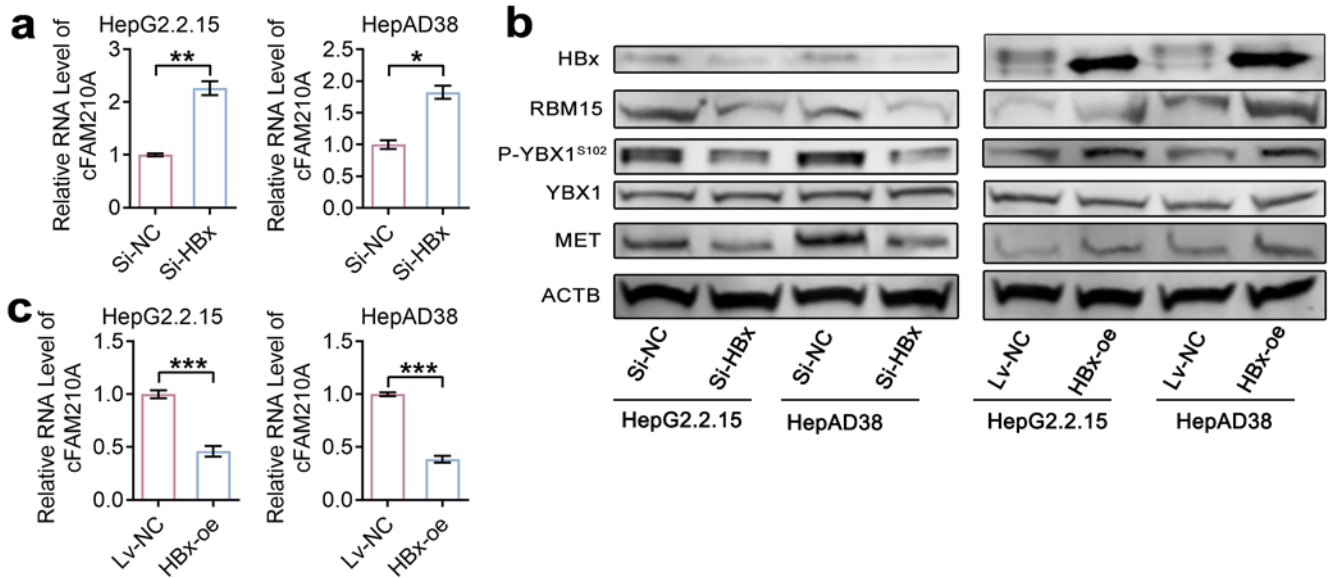 a
HepG2.2.15
Relative RNA Level of
cFAM210A
3
2
1
0
**
Si-NC
Si-HBx
HepAD38
Relative RNA Level of
cFAM210A
2.5
2.0
1.5
1.0
0.5
0.0
*
Si-NC
Si-HBx
b
HBx
RBM15
P-YBX1S102
YBX1
MET
ACTB
Si-NC
Si-HBx
Si-NC
Si-HBx
HepG2.2.15
HepAD38
Lv-NC
HBx-oe
Lv-NC
HBx-oe
HepG2.2.15
HepAD38
c
HepG2.2.15
Relative RNA Level of
cFAM210A
1.5
1.0
0.5
0.0
***
Lv-NC
HBx-oe
HepAD38
Relative RNA Level of
cFAM210A
1.5
1.0
0.5
0.0
***
Lv-NC
HBx-oe